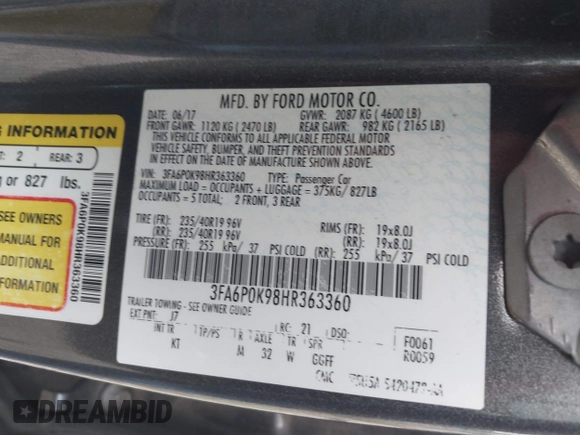 MFD. BY FORD MOTOR CO.
DATE: 06/17 GVWR: 2087 KG (4600 LB)
FRONT GAWR: 1120 KG (2470 LB) REAR GAWR: 982 KG (2165 LB)
THIS VEHICLE CONFORMS TO ALL APPLICABLE FEDERAL MOTOR
VEHICLE SAFETY, BUMPER, AND THEFT PREVENTION STANDARDS
IN EFFECT ON THE DATE OF MANUFACTURE SHOWN ABOVE.
VIN: 3FA6P0K98HR363360 TYPE: Passenger Car
MAXIMUM LOAD = OCCUPANTS + LUGGAGE = 375KG/827LB
OCCUPANTS = 5 TOTAL: 2 FRONT, 3 REAR
TIRE (FR): 235/40R19 96V RIMS (FR): 19x8.0J
(RR): 235/40R19 96V (RR): 19x8.0J
PRESSURE (FR): 255 kPa/ 37 PSI COLD (RR): 255 kPa/ 37 PSI COLD
3FA6P0K98HR363360
TRAILER TOWING - SEE OWNER GUIDE
EXT PNT: J7 RC: 21 DSO: F0061
INT TR TP/PS R AXLE TR SPR R0059
KT M 32 W GGFF
G INFORMATION
2 REAR: 3
or 827 lbs.
SEE OWNERS
MANUAL FOR
ADDITIONAL
INFORMATION
3FA6P0K98HR363360
DREAMBID